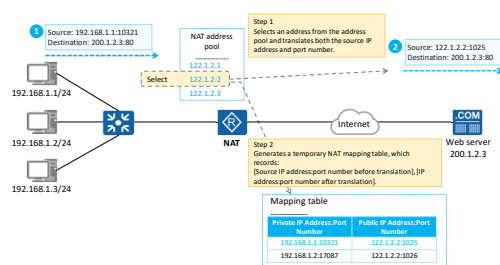 1
Source: 192.168.1.1:10321
Destination: 200.1.2.3:80
NAT address
pool
122.1.2.1
122.1.2.2
122.1.2.3
Select
Step 1
Selects an address from the address
pool and translates both the source IP
address and port number.
2
Source: 122.1.2.2:1025
Destination: 200.1.2.3:80
192.168.1.1/24
192.168.1.2/24
192.168.1.3/24
R
NAT
Internet
.COM
Web server
200.1.2.3
Step 2
Generates a temporary NAT mapping table, which
records:
[Source IP address:port number before translation], [IP
address:port number after translation].
Mapping table
Private IP Address:Port
Number
Public IP Address:Port
Number
192.168.1.1:10321
122.1.2.2:1025
192.168.1.2:17087
122.1.2.2:1026